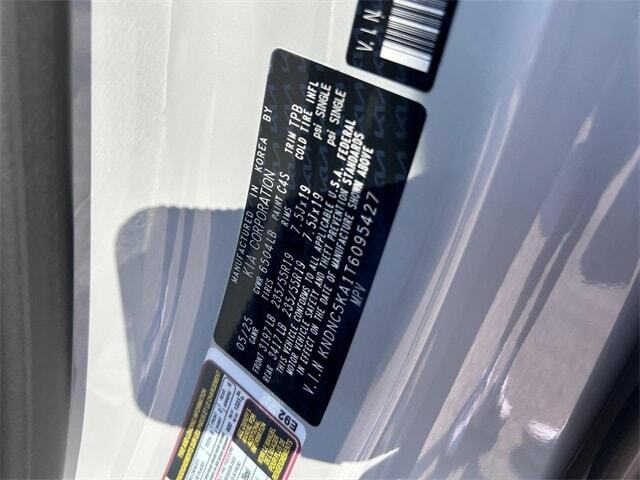 V.I.N
MANUFACTURED IN KOREA BY
KIA CORPORATION
05/25 GVWR 6504LB PAINT C4S TRIM TPB
GAWR TIRES RIMS COLD TIRE INFL
FRONT 3197LB 235/55R19 7.5Jx19 psi SINGLE
REAR 3417LB 235/55R19 7.5Jx19 psi SINGLE
THIS VEHICLE CONFORMS TO ALL APPLICABLE U.S.A. FEDERAL
MOTOR VEHICLE SAFETY AND THEFT PREVENTION STANDARDS
IN EFFECT ON THE DATE OF MANUFACTURE SHOWN ABOVE
V.I.N KNDNC5KA1T6095427
MPV
E92